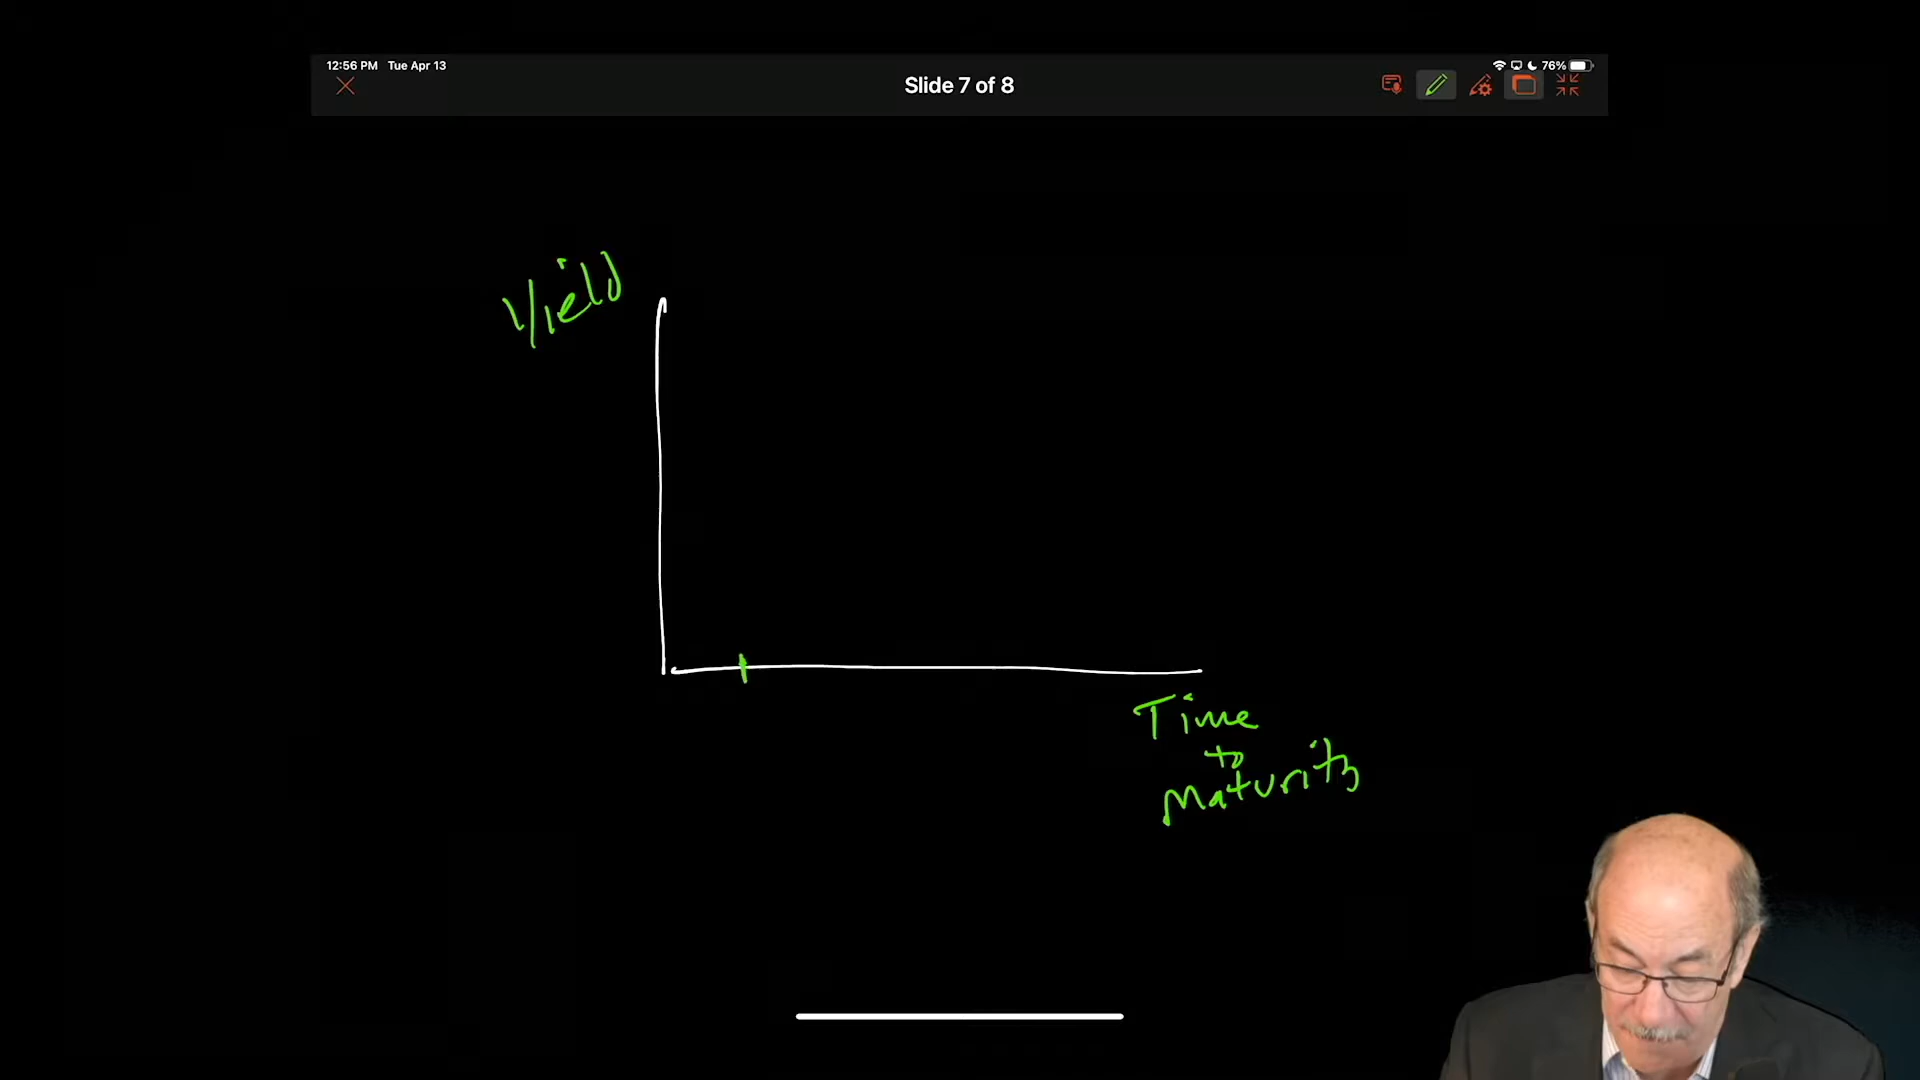 12:56 PM Tue Apr 13
76%
Slide 7 of 8
Yield
Time
to
Maturity